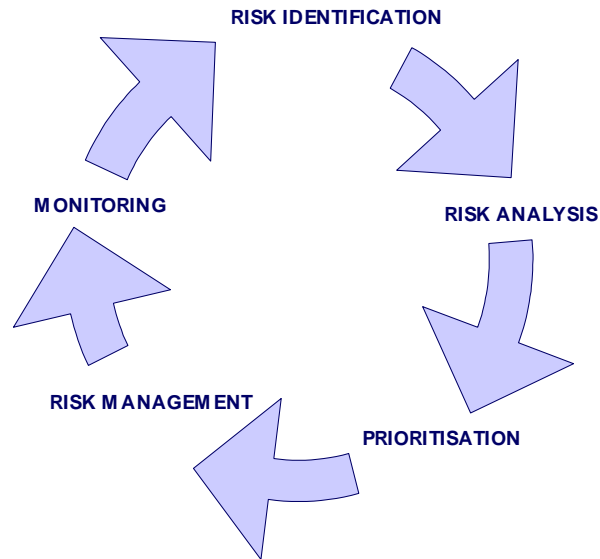 RISK IDENTIFICATION
RISK ANALYSIS
PRIORITISATION
RISK MANAGEMENT
MONITORING